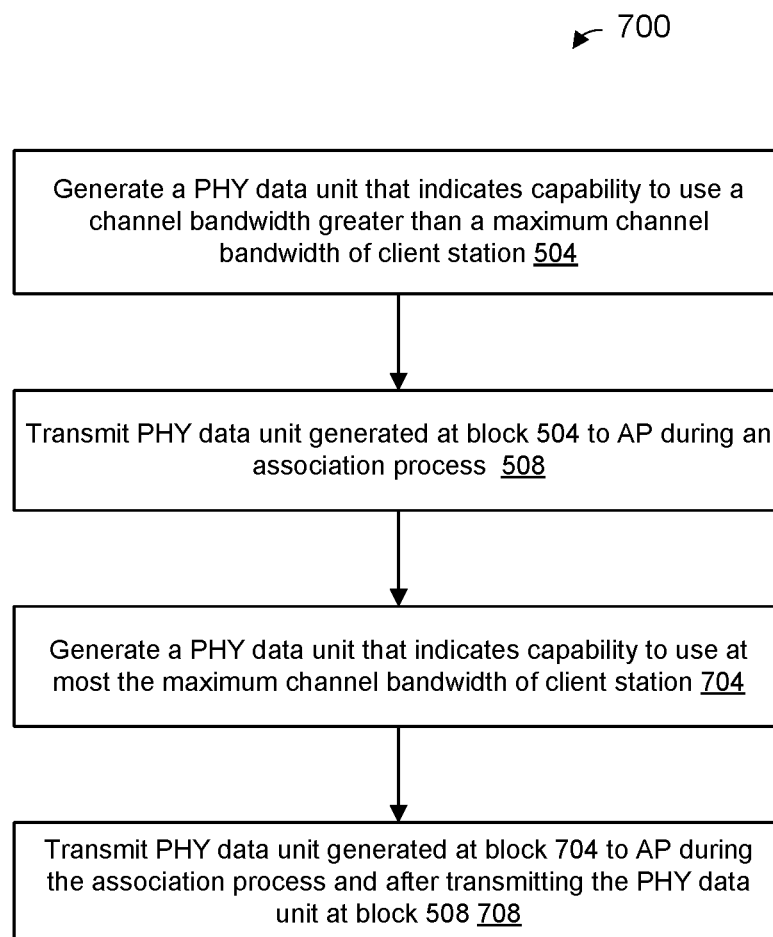 700
Generate a PHY data unit that indicates capability to use a
channel bandwidth greater than a maximum channel
bandwidth of client station 504
Transmit PHY data unit generated at block 504 to AP during an
association process 508
Generate a PHY data unit that indicates capability to use at
most the maximum channel bandwidth of client station 704
Transmit PHY data unit generated at block 704 to AP during
the association process and after transmitting the PHY data
unit at block 508 708